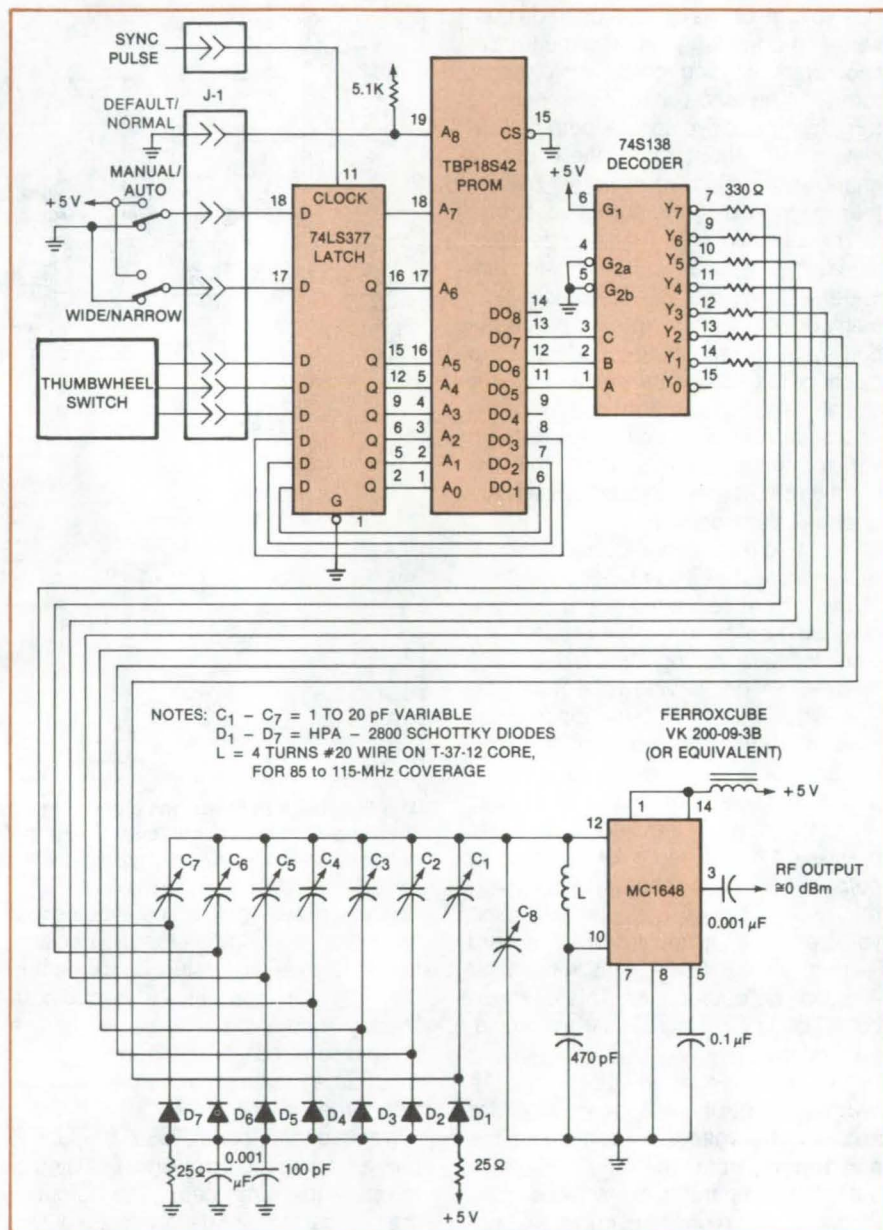 SYNC
PULSE
J-1
DEFAULT/
NORMAL
MANUAL/
AUTO
+5 V
WIDE/NARROW
THUMBWHEEL
SWITCH
5.1K
11
CLOCK
74LS377
LATCH
18 D
17 D Q 16
D Q 15
D Q 12
D Q 9
D Q 6
D Q 5
D Q 2
G
1
19 A8 CS 15
TBP18S42
PROM
18 A7
17 A6
16 A5
5 A4
4 A3
3 A2
2 A1
1 A0
DO8 14
DO7 13
DO6 12
DO5 11
DO4 9
DO3 8
DO2 7
DO1 6
74S138
DECODER
+5 V
6 G1
4 G2a
5 G2b
3 C
2 B
1 A
330 Ω
Y7 7
Y6 9
Y5 10
Y4 11
Y3 12
Y2 13
Y1 14
Y0 15
NOTES: C1 – C7 = 1 TO 20 pF VARIABLE
D1 – D7 = HPA – 2800 SCHOTTKY DIODES
L = 4 TURNS #20 WIRE ON T-37-12 CORE,
FOR 85 to 115-MHz COVERAGE
FERROXCUBE
VK 200-09-3B
(OR EQUIVALENT)
+5 V
1 14
12
C7 C6 C5 C4 C3 C2 C1
C8
L
10
MC1648
3
RF OUTPUT
≅0 dBm
0.001 µF
7 8 5
470 pF
0.1 µF
D7 D6 D5 D4 D3 D2 D1
25Ω
0.001
µF
100 pF
25Ω
+5 V